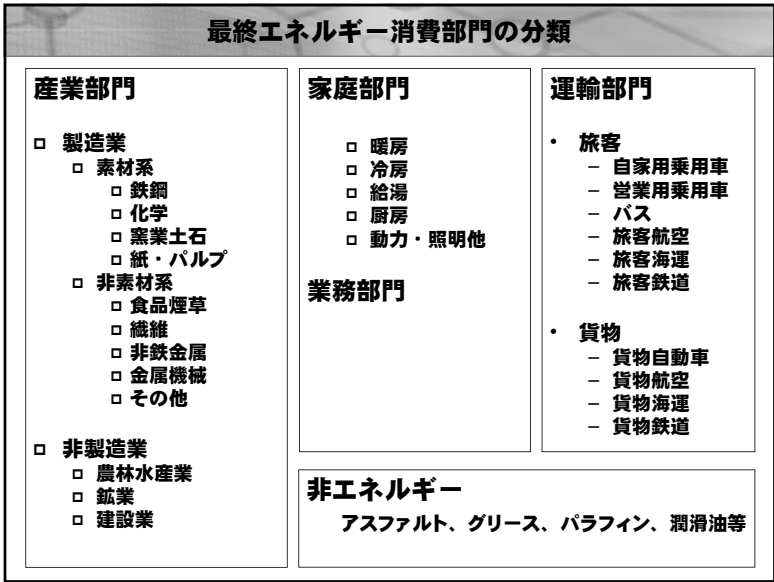 最終エネルギー消費部門の分類
産業部門
製造業
素材系
鉄鋼
化学
窯業土石
紙・パルプ
非素材系
食品煙草
繊維
非鉄金属
金属機械
その他
非製造業
農林水産業
鉱業
建設業
家庭部門
暖房
冷房
給湯
厨房
動力・照明他
業務部門
運輸部門
・ 旅客
– 自家用乗用車
– 営業用乗用車
– バス
– 旅客航空
– 旅客海運
– 旅客鉄道
・ 貨物
– 貨物自動車
– 貨物航空
– 貨物海運
– 貨物鉄道
非エネルギー
アスファルト、グリース、パラフィン、潤滑油等